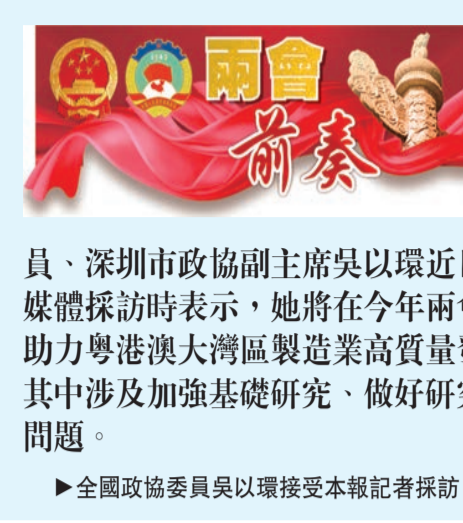 兩會
前奏
員、深圳市政協副主席吳以環近
媒體採訪時表示，她將在今年兩
助力粵港澳大灣區製造業高質量
其中涉及加強基礎研究、做好研
問題。
▶全國政協委員吳以環接受本報記者採訪